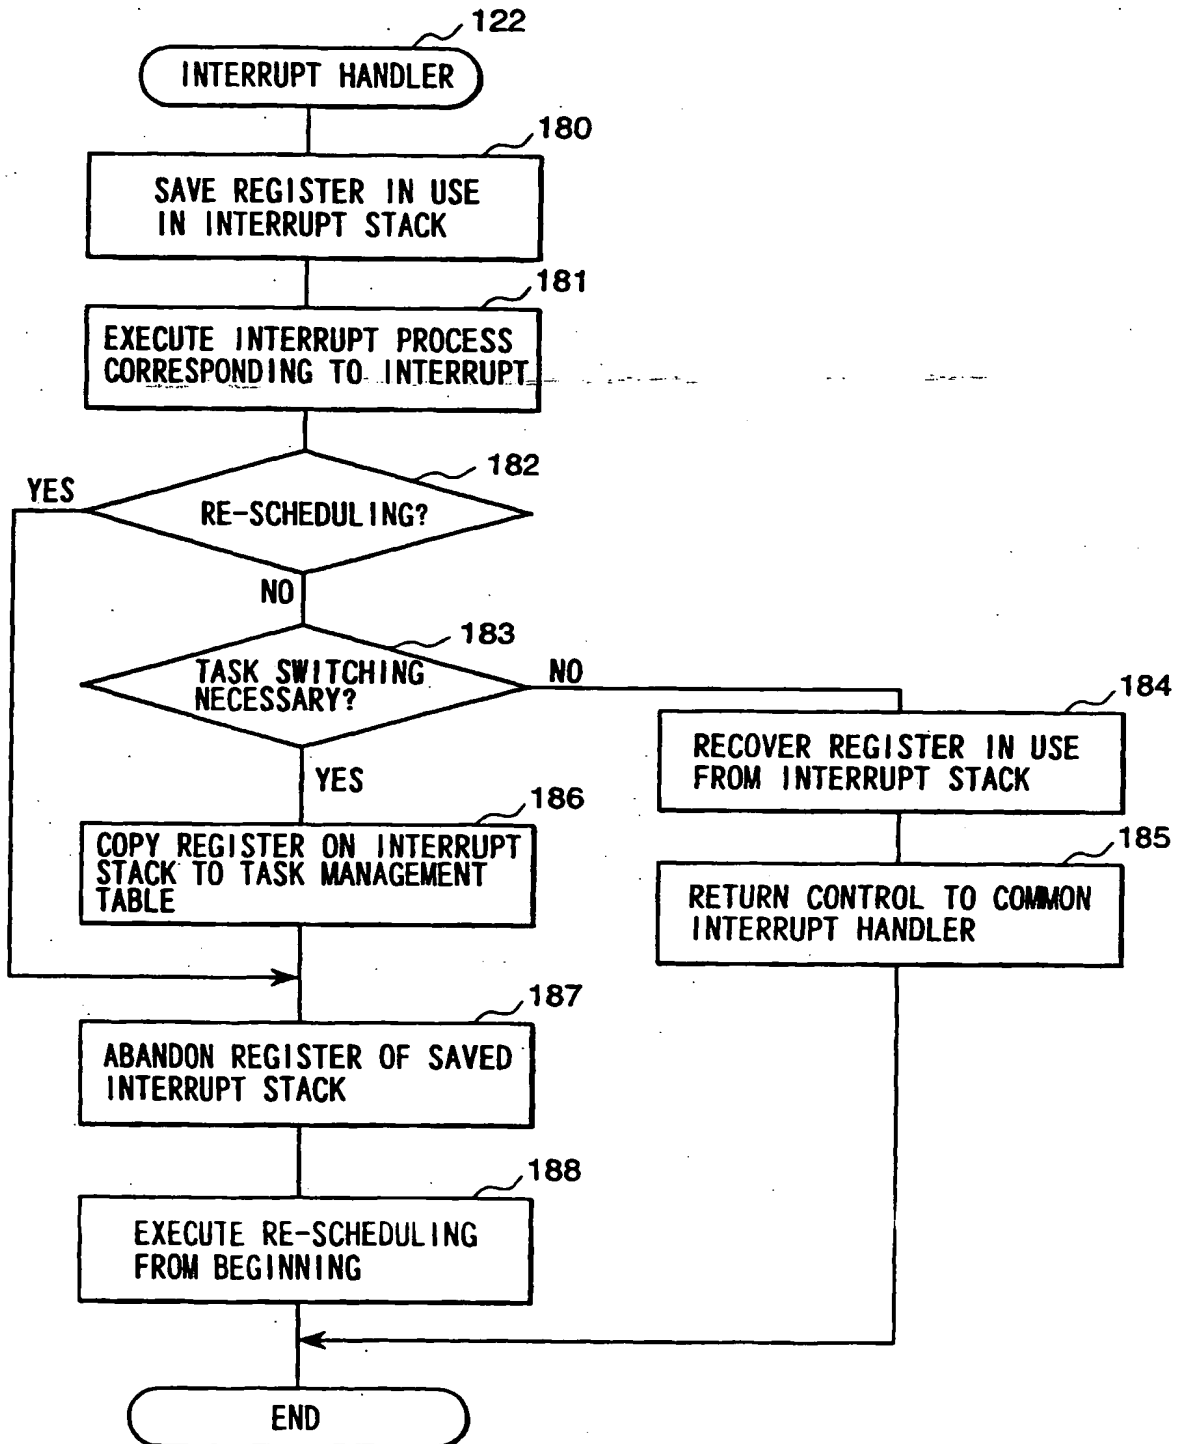 122
INTERRUPT HANDLER
180
SAVE REGISTER IN USE
IN INTERRUPT STACK
181
EXECUTE INTERRUPT PROCESS
CORRESPONDING TO INTERRUPT
182
YES
RE-SCHEDULING?
NO
183
TASK SWITCHING
NECESSARY?
NO
184
RECOVER REGISTER IN USE
FROM INTERRUPT STACK
YES
186
COPY REGISTER ON INTERRUPT
STACK TO TASK MANAGEMENT
TABLE
185
RETURN CONTROL TO COMMON
INTERRUPT HANDLER
187
ABANDON REGISTER OF SAVED
INTERRUPT STACK
188
EXECUTE RE-SCHEDULING
FROM BEGINNING
END